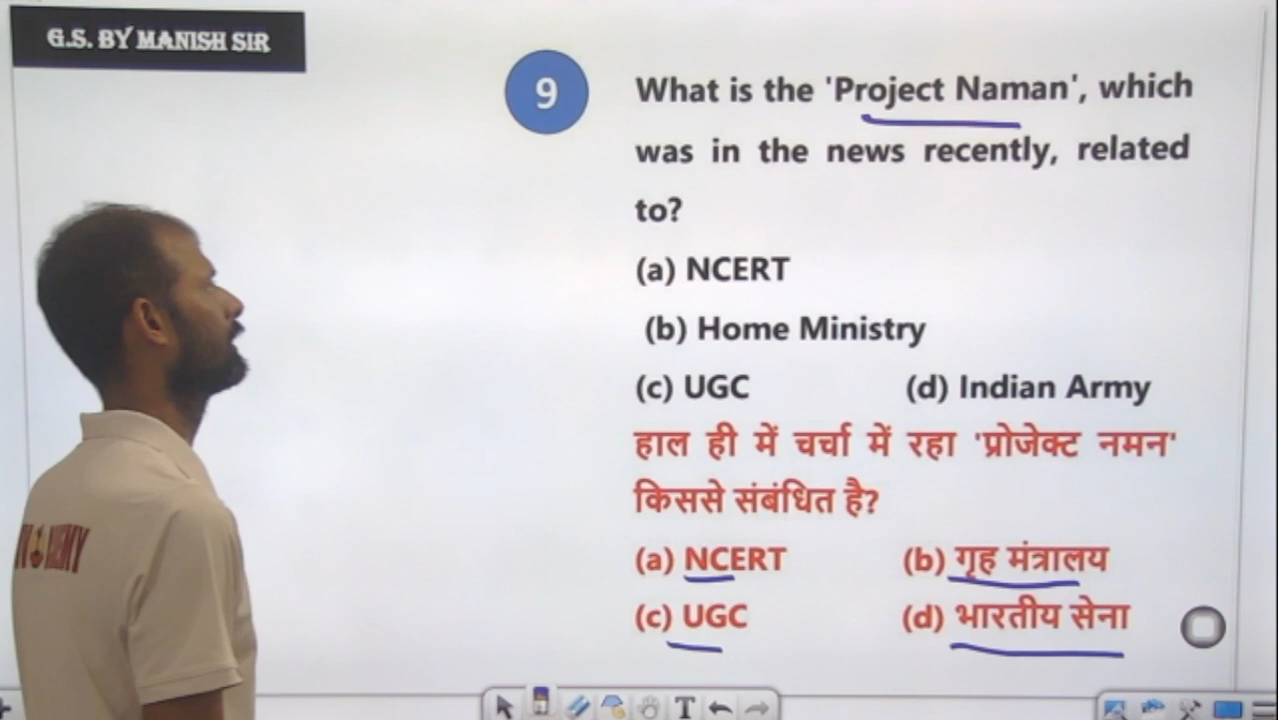 G.S. BY MANISH SIR
9
What is the 'Project Naman', which
was in the news recently, related
to?
(a) NCERT
(b) Home Ministry
(c) UGC (d) Indian Army
हाल ही में चर्चा में रहा 'प्रोजेक्ट नमन'
किससे संबंधित है?
(a) NCERT (b) गृह मंत्रालय
(c) UGC (d) भारतीय सेना
T